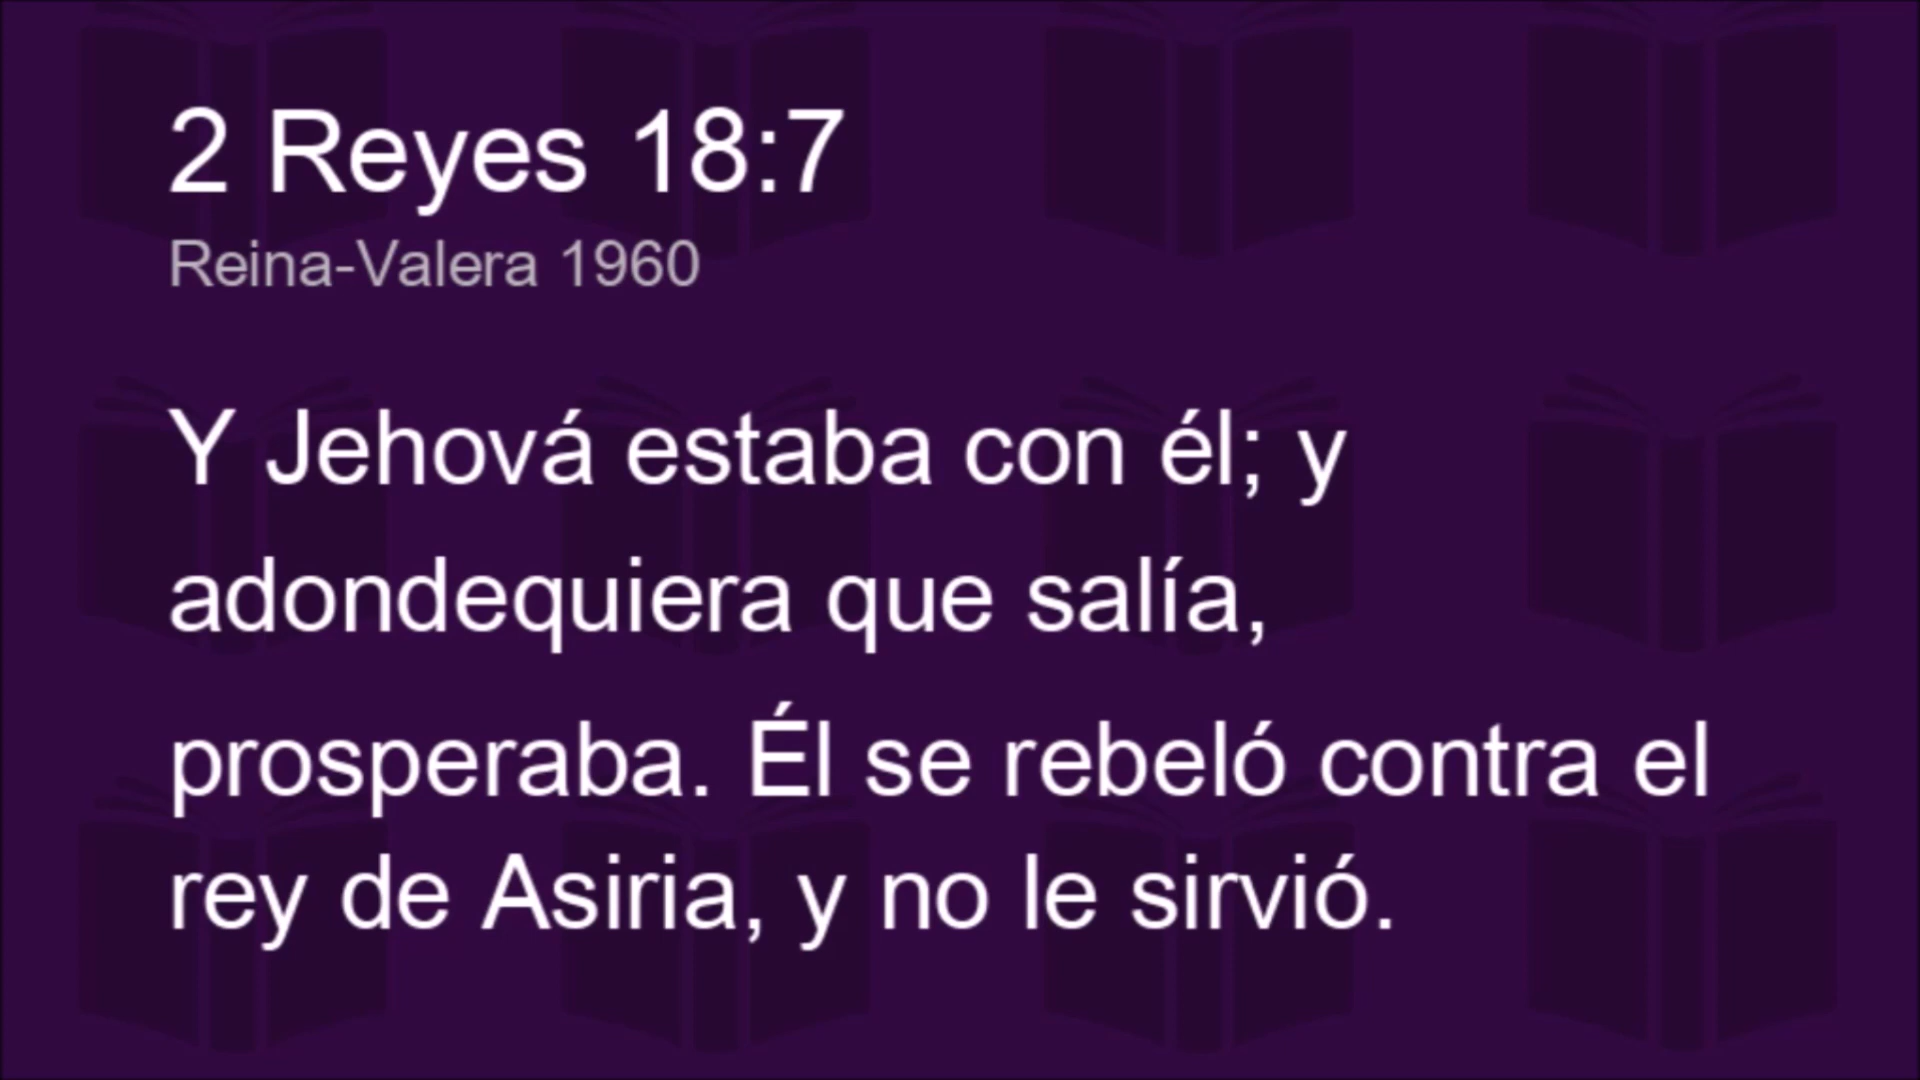 2 Reyes 18:7
Reina-Valera 1960
Y Jehová estaba con él; y
adondequiera que salía,
prosperaba. Él se rebeló contra el
rey de Asiria, y no le sirvió.